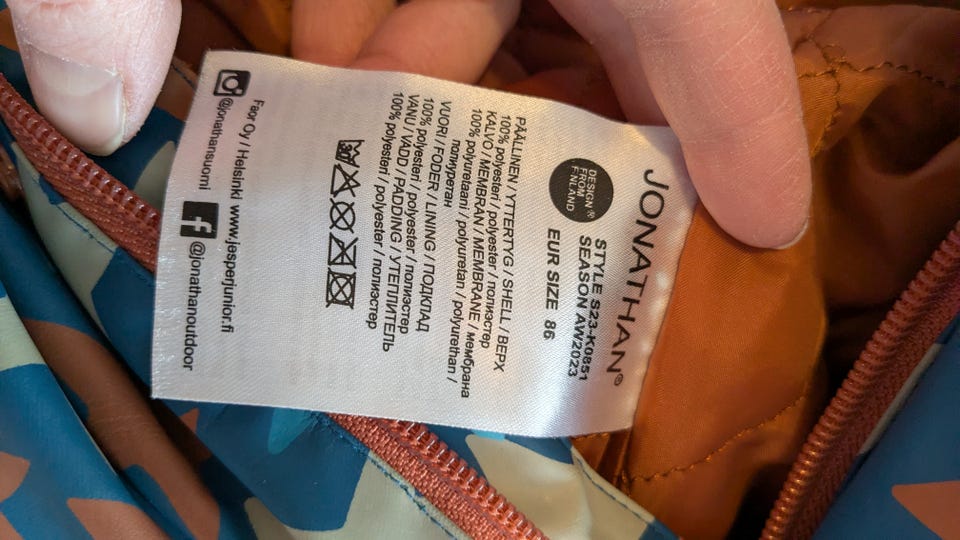 JONATHAN®
DESIGN®
FROM
FINLAND
STYLE S23-K0851
SEASON AW2023
EUR SIZE 86
PÄÄLLINEN / YTTERTYG / SHELL / ВЕРХ
100% polyesteri / polyester / полиэстер
KALVO / MEMBRAN / MEMBRANE / мембрана
100% polyuretaani / polyuretan / polyurethan /
полиуретан
VUORI / FODER / LINING / ПОДКЛАД
100% polyesteri / polyester / полиэстер
VANU / VADD / PADDING / УТЕПЛИТЕЛЬ
100% polyesteri / polyester / полиэстер
30
Fæor Oy / Helsinki www.jesperjunior.fi
@jonathansuomi
@jonathanoutdoor